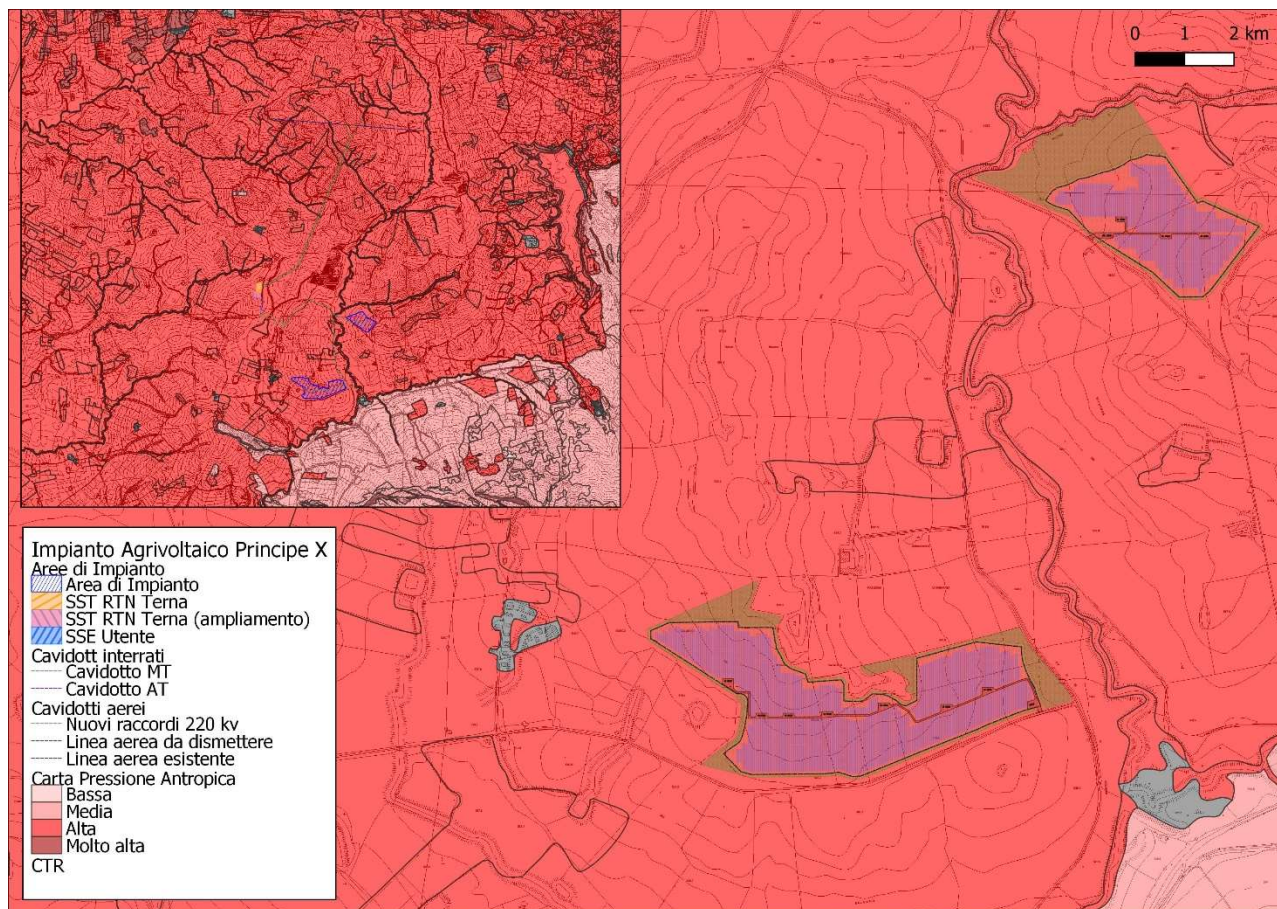 0 1 2 km
Impianto Agrivoltaico Principe X
Aree di Impianto
Area di Impianto
SST RTN Terna
SST RTN Terna (ampliamento)
SSE Utente
Cavidotti interrati
Cavidotto MT
Cavidotto AT
Cavidotti aerei
Nuovi raccordi 220 kv
Linea aerea da dismettere
Linea aerea esistente
Carta Pressione Antropica
Bassa
Media
Alta
Molto alta
CTR